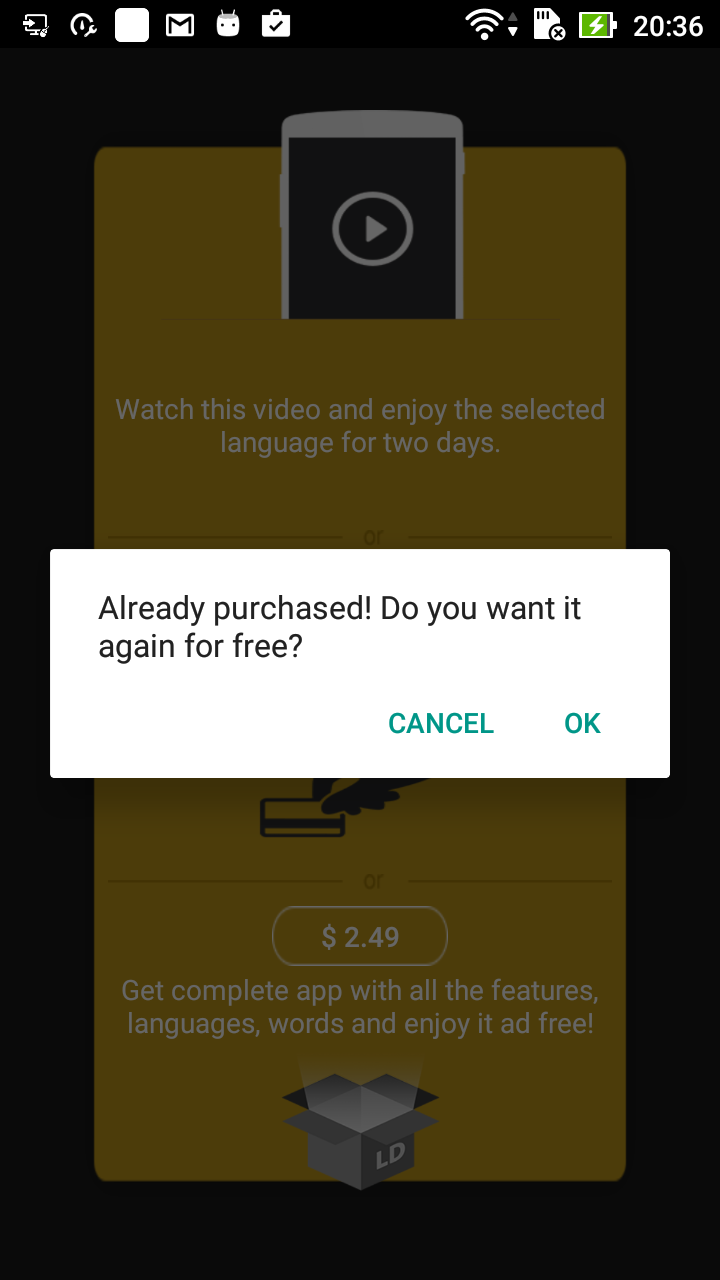 20:36
Watch this video and enjoy the selected
language for two days.
or
Already purchased! Do you want it
again for free?
CANCEL
OK
or
$ 2.49
Get complete app with all the features,
languages, words and enjoy it ad free!
LD